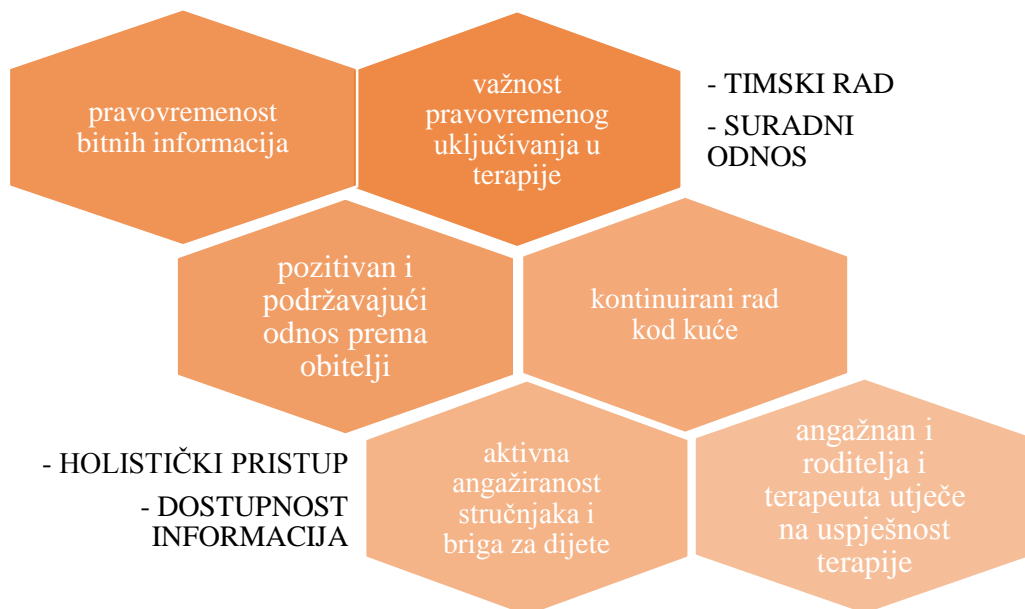 pravovremenost
bitnih informacija
važnost
pravovremenog
uključivanja u
terapije
- TIMSKI RAD
- SURADNI
ODNOS
pozitivan i
podržavajući
odnos prema
obitelji
kontinuirani rad
kod kuće
- HOLISTIČKI PRISTUP
- DOSTUPNOST
INFORMACIJA
aktivna
angažiranost
stručnjaka i
briga za dijete
angažnan i
roditelja i
terapeuta utječe
na uspješnost
terapije